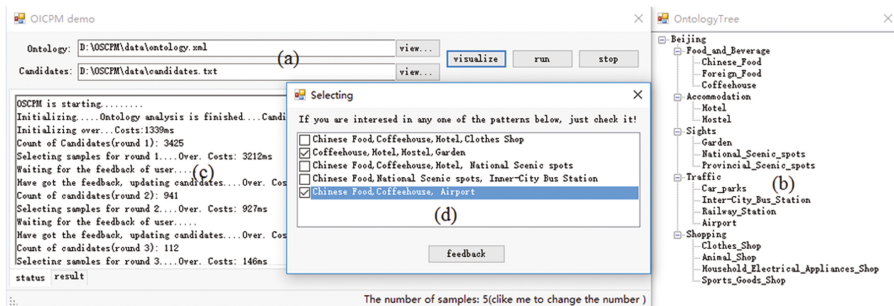 OICPM demo
Ontology: D:\OSCPM\data\ontology.xml view...
(a)
visualize run stop
Candidates: D:\OSCPM\data\candidates.txt view...
OSCPM is starting.........
Initializing.....Ontology analysis is finished....Candi
Initializing over...Costs:1339ms
Count of Candidates(round 1): 3425
Selecting samples for round 1....Over. Costs: 3212ms
Waiting for the feedback of user.....
(c)
Have got the feedback, updating candidates....Over. Cos
Count of candidates(round 2): 941
Selecting samples for round 2....Over. Costs: 927ms
Waiting for the feedback of user.....
Have got the feedback, updating candidates....Over. Cos
Count of candidates(round 3): 112
Selecting samples for round 3....Over. Costs: 146ms
status result
The number of samples: 5(clike me to change the number )
Selecting
If you are interesed in any one of the patterns below, just check it!
Chinese Food,Coffeehouse,Motel,Clothes Shop
Coffeehouse,Motel,Hostel,Garden
Chinese Food,Coffeehouse,Motel, National Scenic spots
Chinese Food,National Scenic spots, Inner-City Bus Station
Chinese Food,Coffeehouse, Airport
(d)
feedback
OntologyTree
Beijing
Food_and_Beverage
Chinese_Food
Foreign_Food
Coffeehouse
Accommodation
Motel
Hostel
Sights
Garden
National_Scenic_spots
Provincial_Scenic_spots
Traffic
Car_parks
(b)
Inter-City_Bus_Station
Railway_Station
Airport
Shopping
Clothes_Shop
Animal_Shop
Household_Electrical_Appliances_Shop
Sports_Goods_Shop